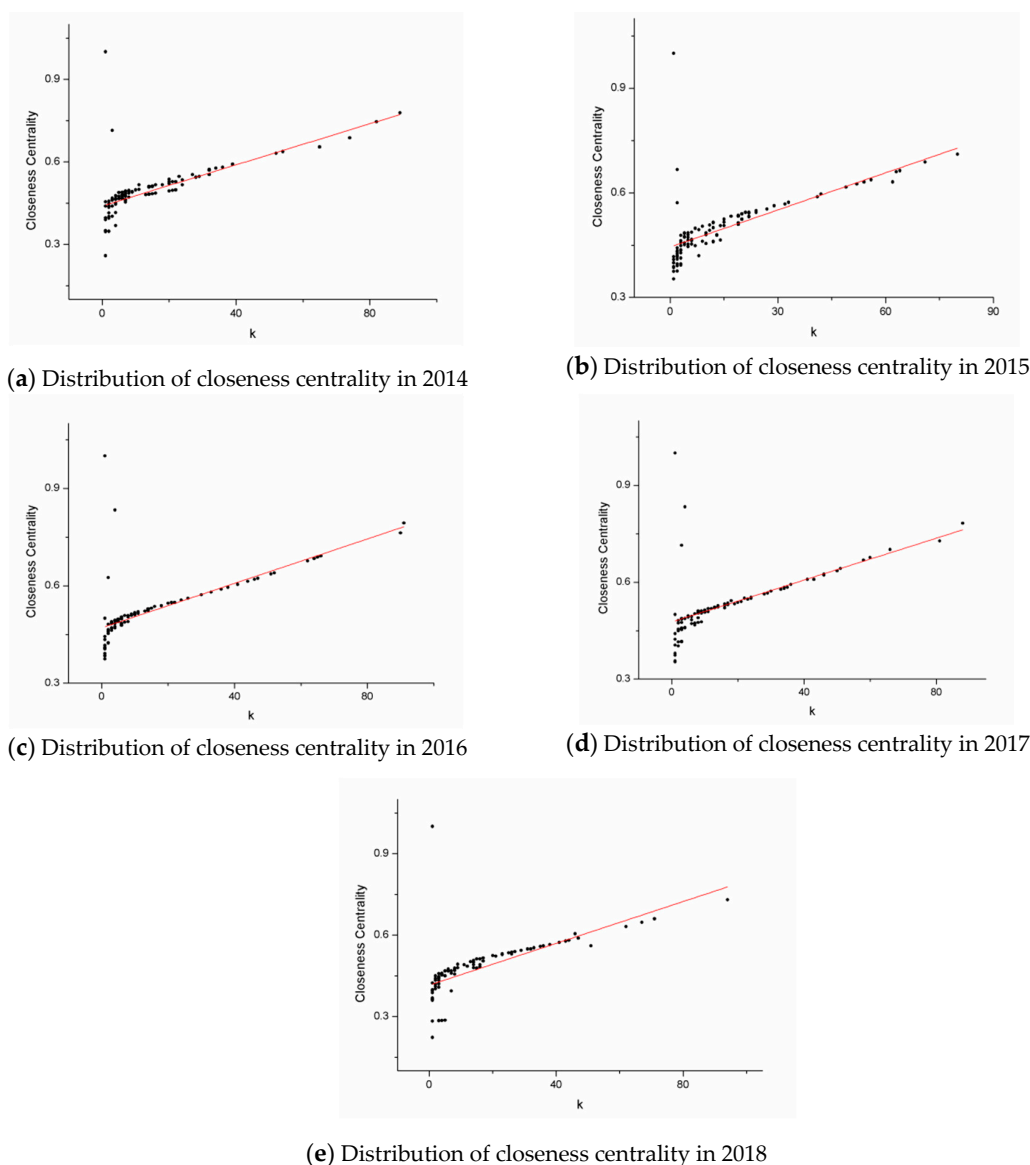 0.9
0.6
0.3
Closeness Centrality
0
40
80
k
(a) Distribution of closeness centrality in 2014
0.9
0.6
0.3
Closeness Centrality
0
30
60
90
k
(b) Distribution of closeness centrality in 2015
0.9
0.6
0.3
Closeness Centrality
0
40
80
k
(c) Distribution of closeness centrality in 2016
0.9
0.6
0.3
Closeness Centrality
0
40
80
k
(d) Distribution of closeness centrality in 2017
0.9
0.6
0.3
Closeness Centrality
0
40
80
k
(e) Distribution of closeness centrality in 2018